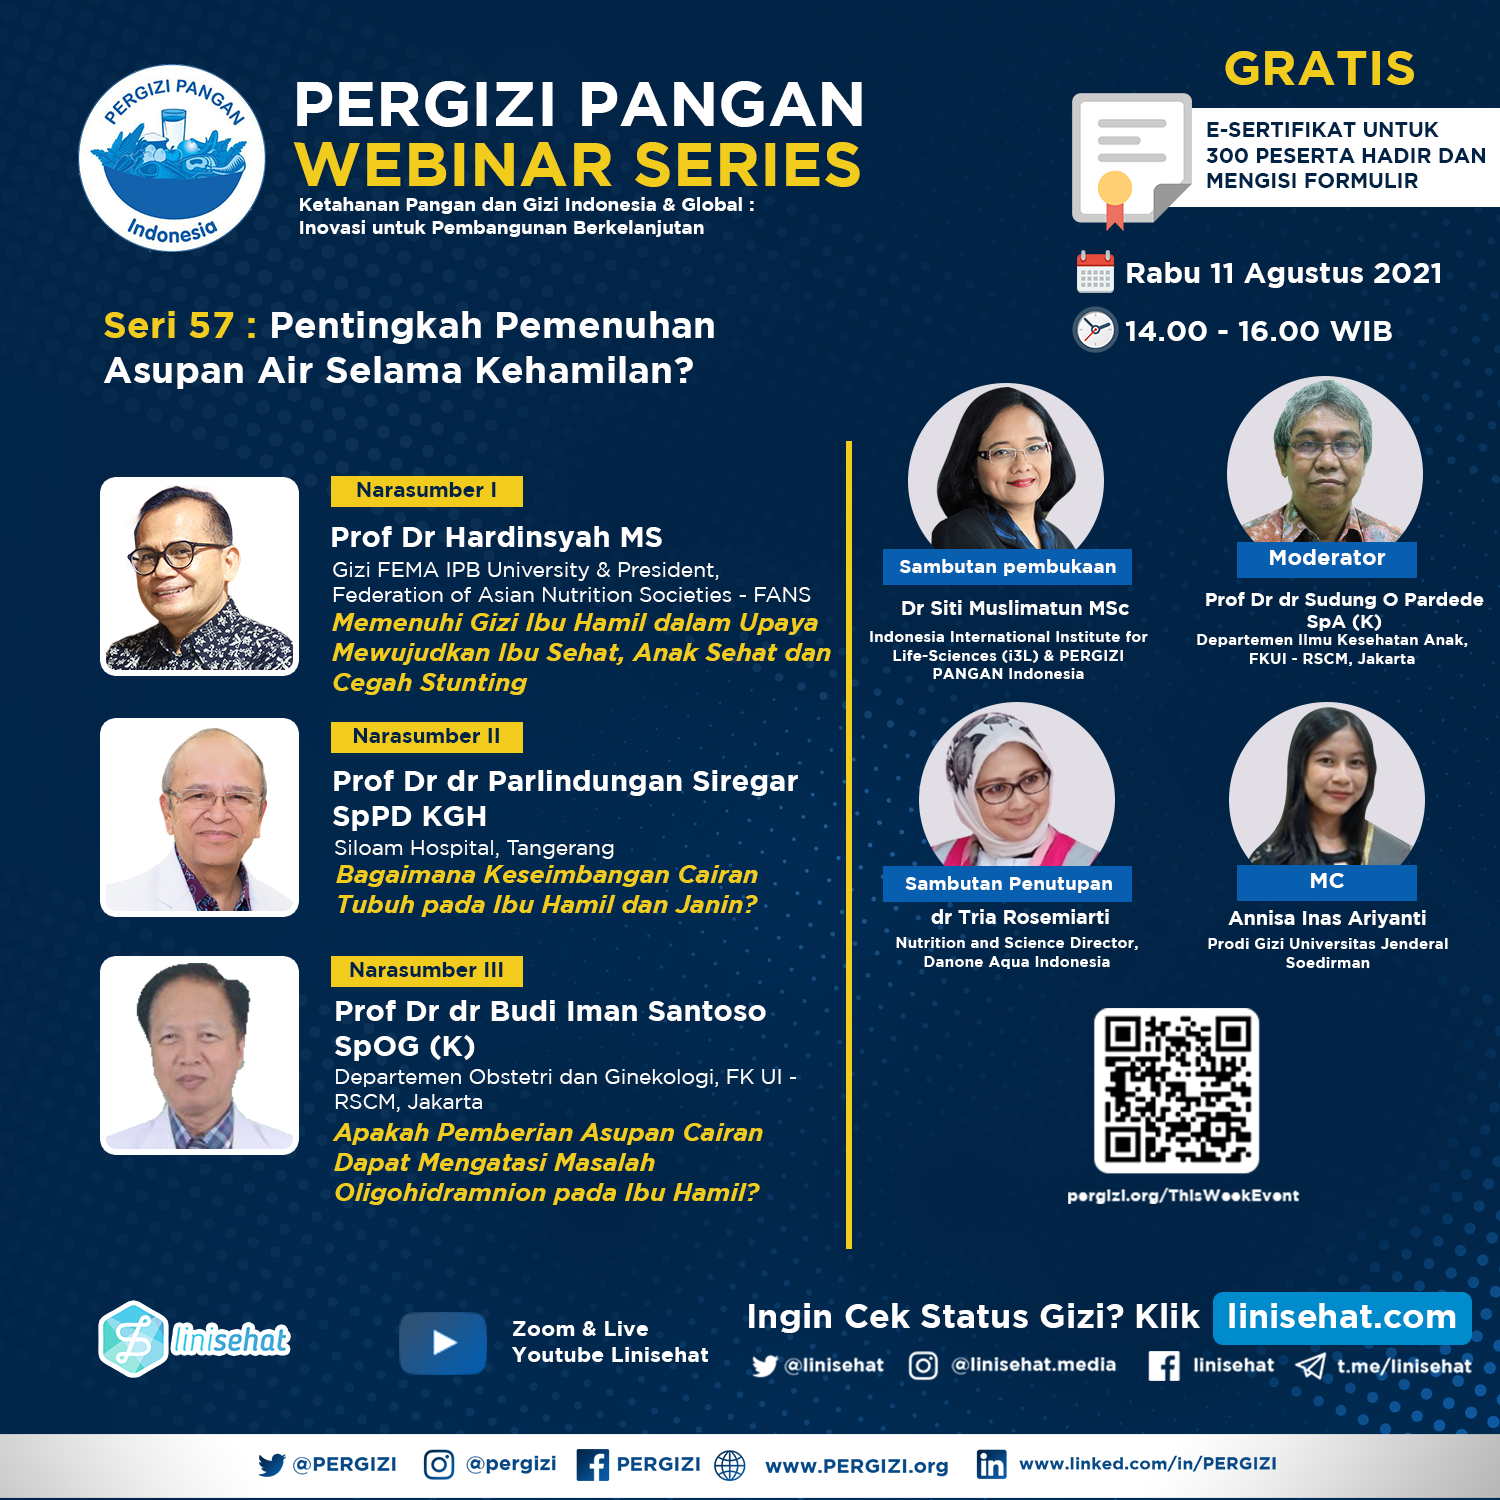 PERGIZI PANGAN
Indonesia
PERGIZI PANGAN
WEBINAR SERIES
Ketahanan Pangan dan Gizi Indonesia & Global :
Inovasi untuk Pembangunan Berkelanjutan
GRATIS
E-SERTIFIKAT UNTUK
300 PESERTA HADIR DAN
MENGISI FORMULIR
Rabu 11 Agustus 2021
14.00 - 16.00 WIB
Seri 57 : Pentingkah Pemenuhan
Asupan Air Selama Kehamilan?
Narasumber I
Prof Dr Hardinsyah MS
Gizi FEMA IPB University & President,
Federation of Asian Nutrition Societies - FANS
Memenuhi Gizi Ibu Hamil dalam Upaya
Mewujudkan Ibu Sehat, Anak Sehat dan
Cegah Stunting
Narasumber II
Prof Dr dr Parlindungan Siregar
SpPD KGH
Siloam Hospital, Tangerang
Bagaimana Keseimbangan Cairan
Tubuh pada Ibu Hamil dan Janin?
Narasumber III
Prof Dr dr Budi Iman Santoso
SpOG (K)
Departemen Obstetri dan Ginekologi, FK UI -
RSCM, Jakarta
Apakah Pemberian Asupan Cairan
Dapat Mengatasi Masalah
Oligohidramnion pada Ibu Hamil?
Sambutan pembukaan
Dr Siti Muslimatun MSc
Indonesia International Institute for
Life-Sciences (i3L) & PERGIZI
PANGAN Indonesia
Moderator
Prof Dr dr Sudung O Pardede
SpA (K)
Departemen Ilmu Kesehatan Anak,
FKUI - RSCM, Jakarta
Sambutan Penutupan
dr Tria Rosemiarti
Nutrition and Science Director,
Danone Aqua Indonesia
MC
Annisa Inas Ariyanti
Prodi Gizi Universitas Jenderal
Soedirman
pergizi.org/ThisWeekEvent
linisehat
Zoom & Live
Youtube Linisehat
Ingin Cek Status Gizi? Klik linisehat.com
@linisehat @linisehat.media linisehat t.me/linisehat
@PERGIZI @pergizi PERGIZI www.PERGIZI.org www.linked.com/in/PERGIZI